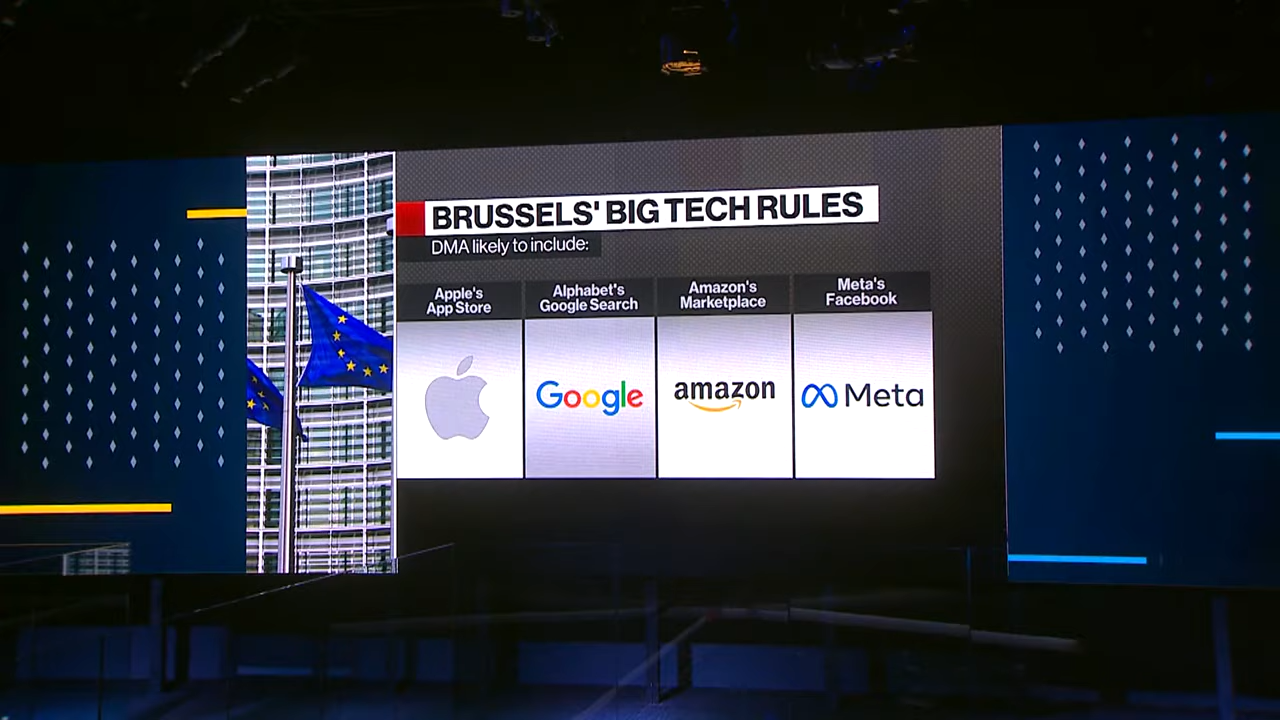 BRUSSELS' BIG TECH RULES
DMA likely to include:
Apple's
App Store
Alphabet's
Google Search
Amazon's
Marketplace
Meta's
Facebook
Google
amazon
Meta